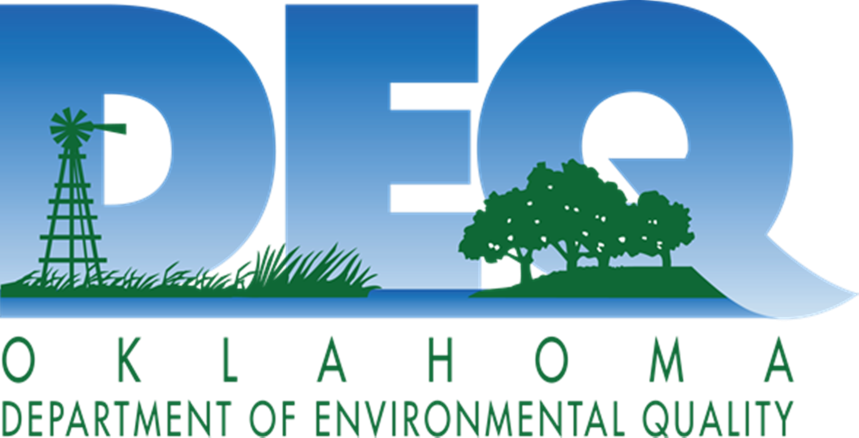 DEQ
OKLAHOMA
DEPARTMENT OF ENVIRONMENTAL QUALITY